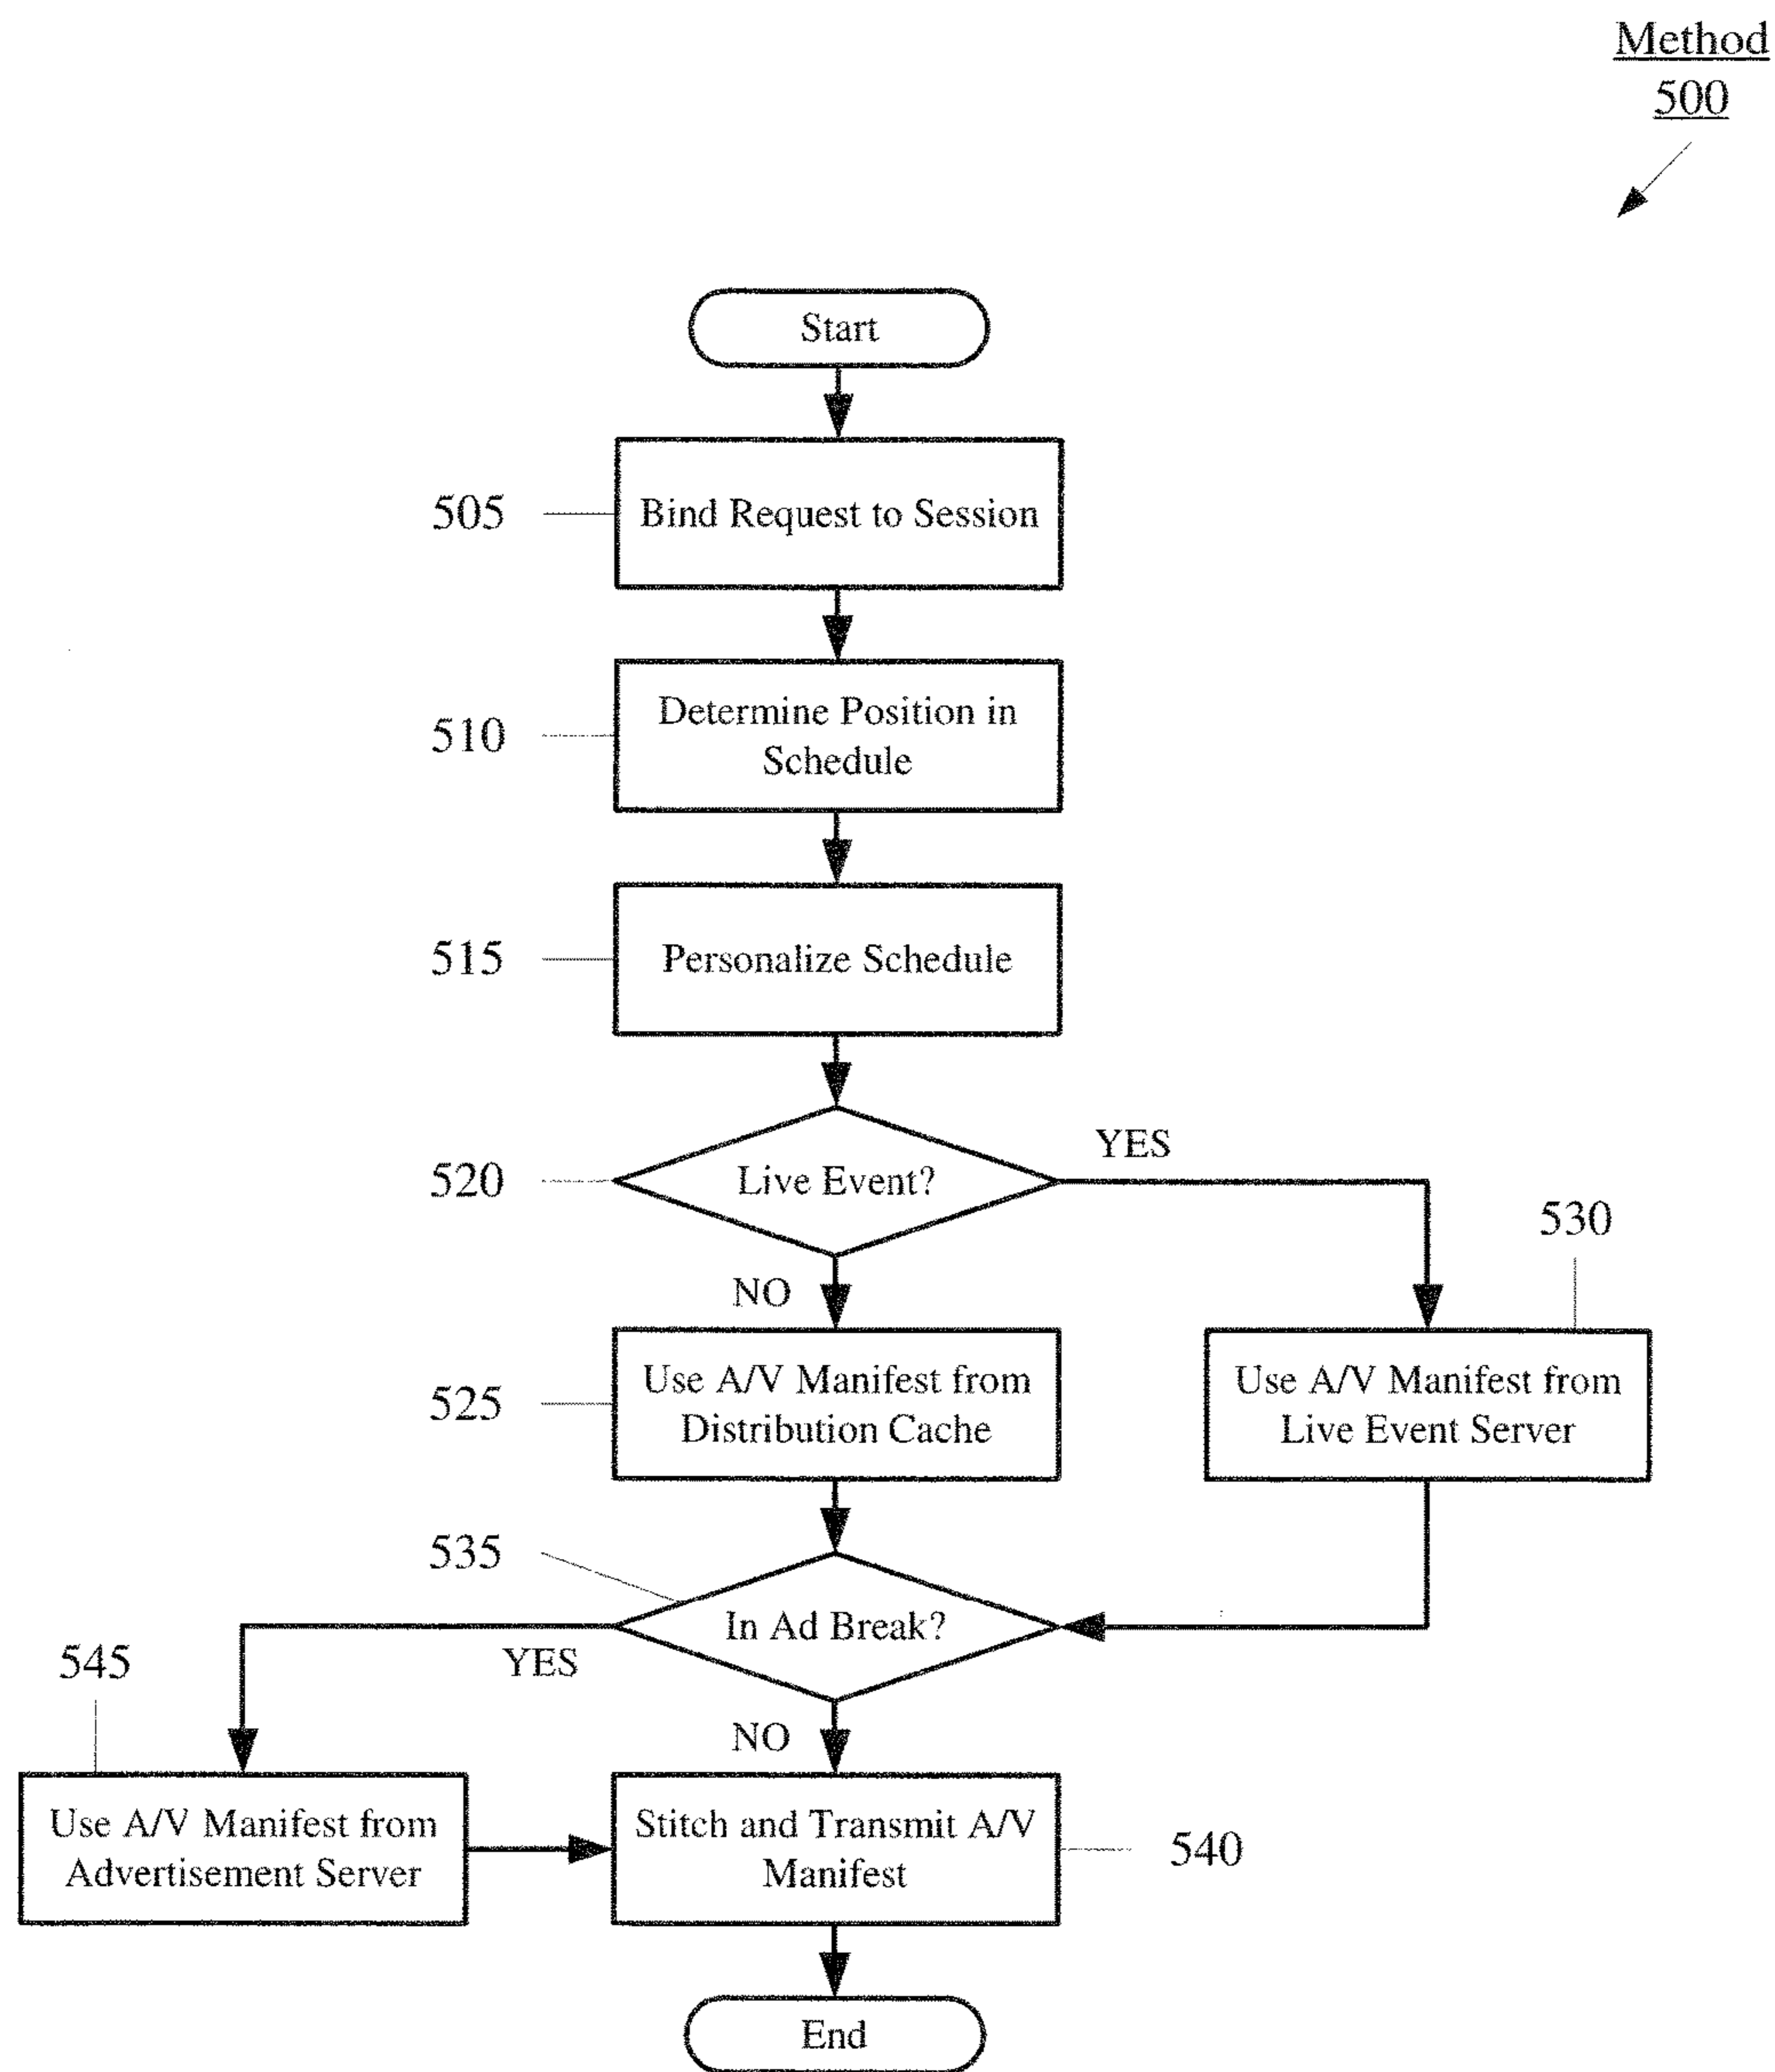 Method
500
Start
505
Bind Request to Session
510
Determine Position in
Schedule
515
Personalize Schedule
520
Live Event?
YES
NO
530
525
Use A/V Manifest from
Distribution Cache
Use A/V Manifest from
Live Event Server
535
In Ad Break?
YES
NO
545
Use A/V Manifest from
Advertisement Server
Stitch and Transmit A/V
Manifest
540
End